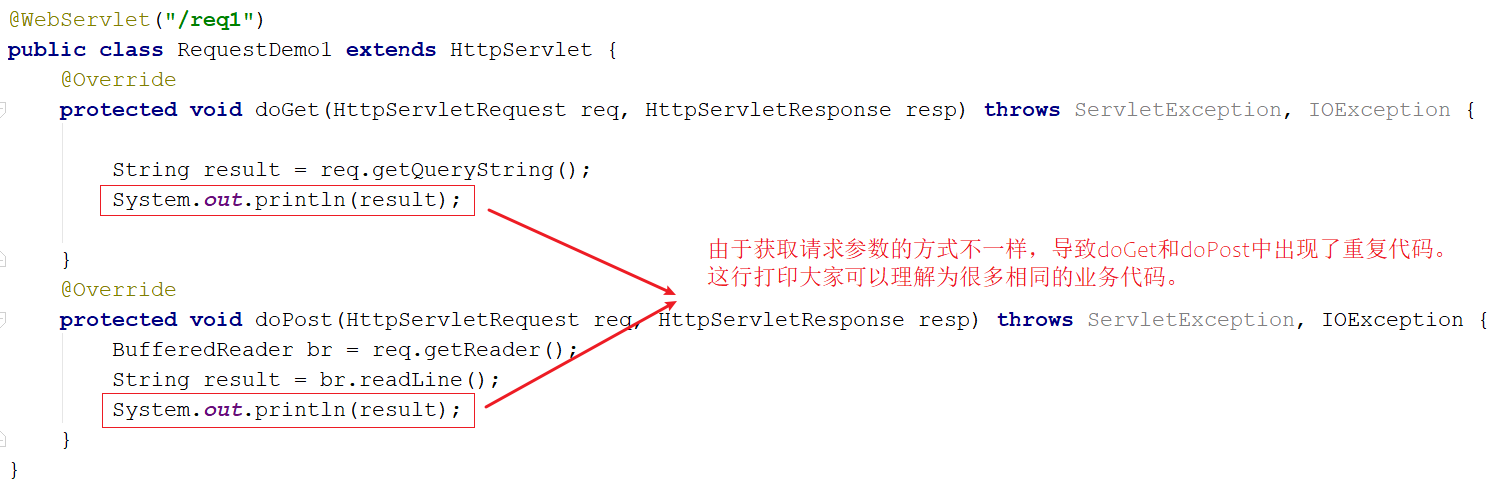 @WebServlet("/req1")
public class RequestDemo1 extends HttpServlet {
    @Override
    protected void doGet(HttpServletRequest req, HttpServletResponse resp) throws ServletException, IOException {
        String result = req.getQueryString();
        System.out.println(result);
由于获取请求参数的方式不一样，导致doGet和doPost中出现了重复代码。
这行打印大家可以理解为很多相同的业务代码。
    }
    @Override
    protected void doPost(HttpServletRequest req, HttpServletResponse resp) throws ServletException, IOException {
        BufferedReader br = req.getReader();
        String result = br.readLine();
        System.out.println(result);
    }
}